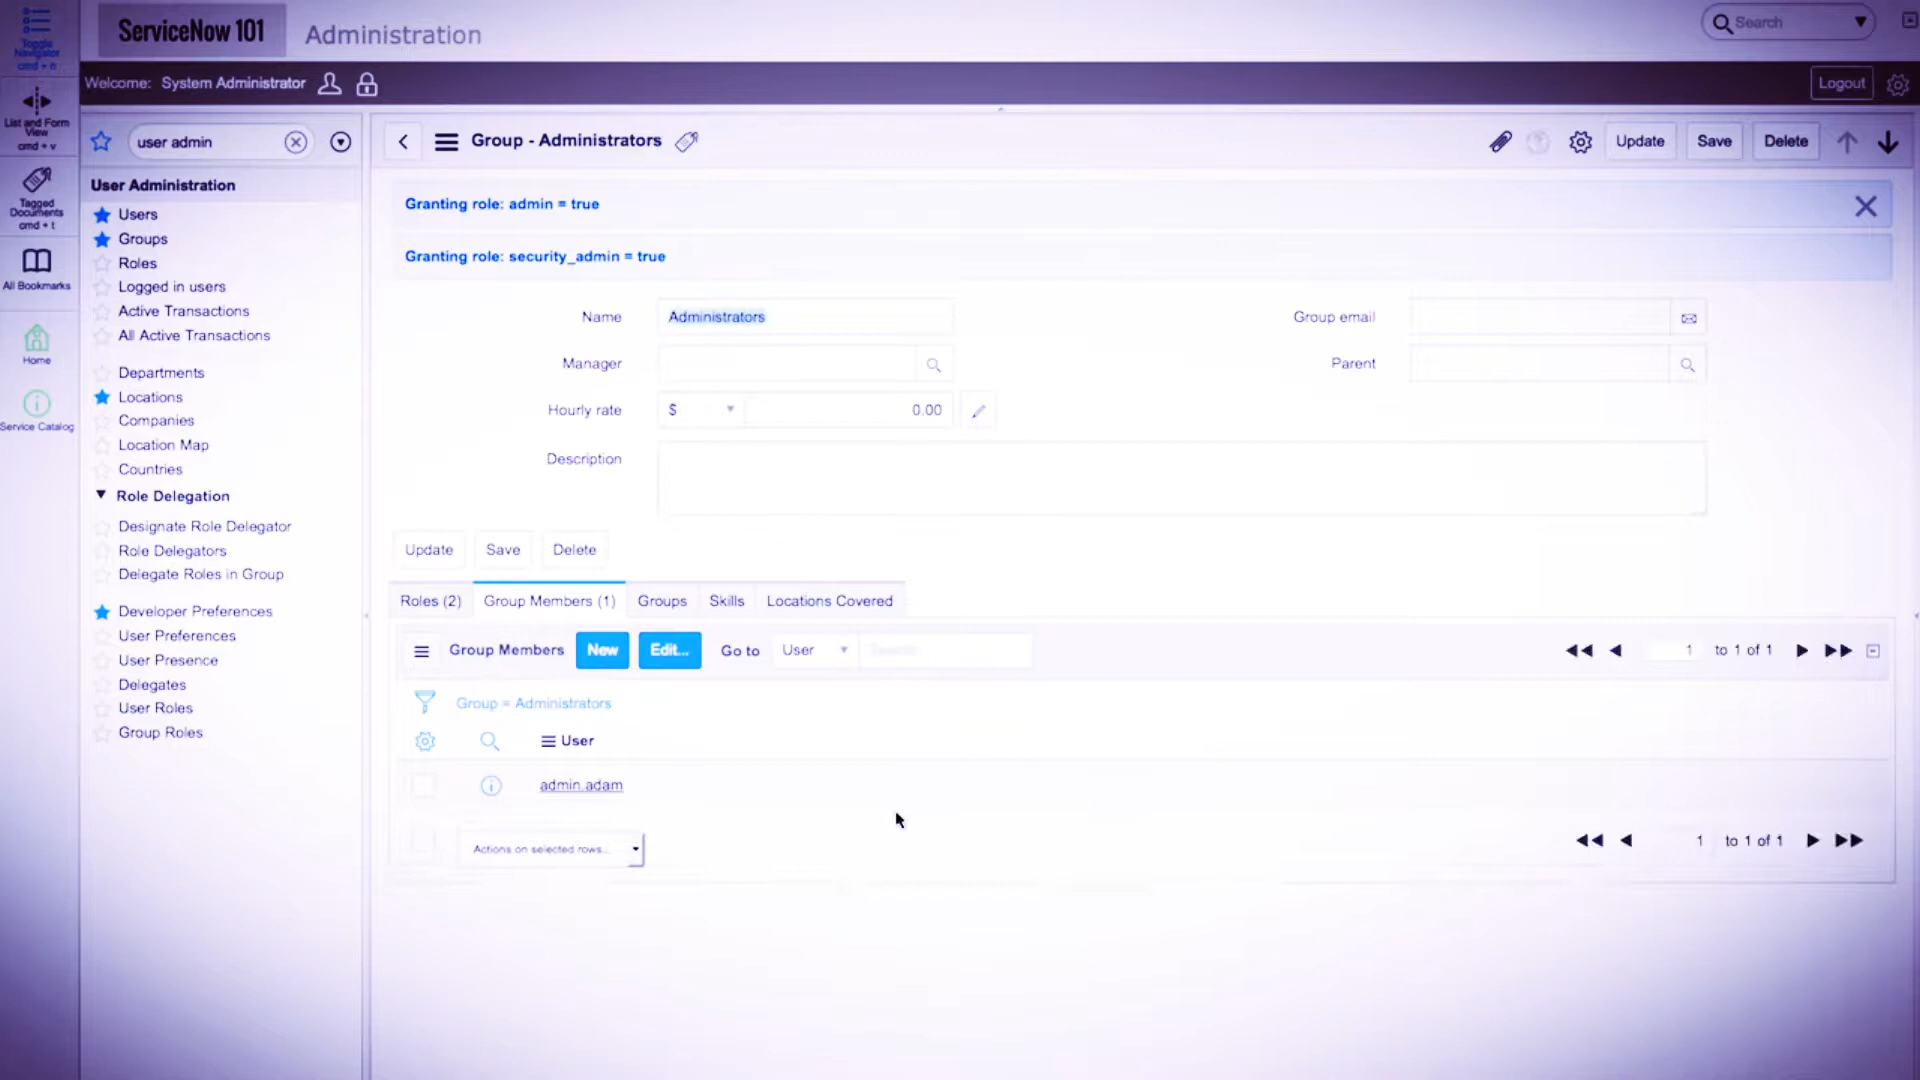 Toggle Navigator
cmd + n
ServiceNow 101
Administration
Search
Welcome: System Administrator
Logout
List and Form View
cmd + v
Tagged Documents
cmd + t
All Bookmarks
Home
Service Catalog
user admin
User Administration
Users
Groups
Roles
Logged in users
Active Transactions
All Active Transactions
Departments
Locations
Companies
Location Map
Countries
Role Delegation
Designate Role Delegator
Role Delegators
Delegate Roles in Group
Developer Preferences
User Preferences
User Presence
Delegates
User Roles
Group Roles
Group - Administrators
Update
Save
Delete
Granting role: admin = true
Granting role: security_admin = true
Name
Administrators
Group email
Manager
Parent
Hourly rate
$
0.00
Description
Update
Save
Delete
Roles (2)
Group Members (1)
Groups
Skills
Locations Covered
Group Members
New
Edit...
Go to
User
Search
1 to 1 of 1
Group = Administrators
User
admin.adam
Actions on selected rows...
1 to 1 of 1